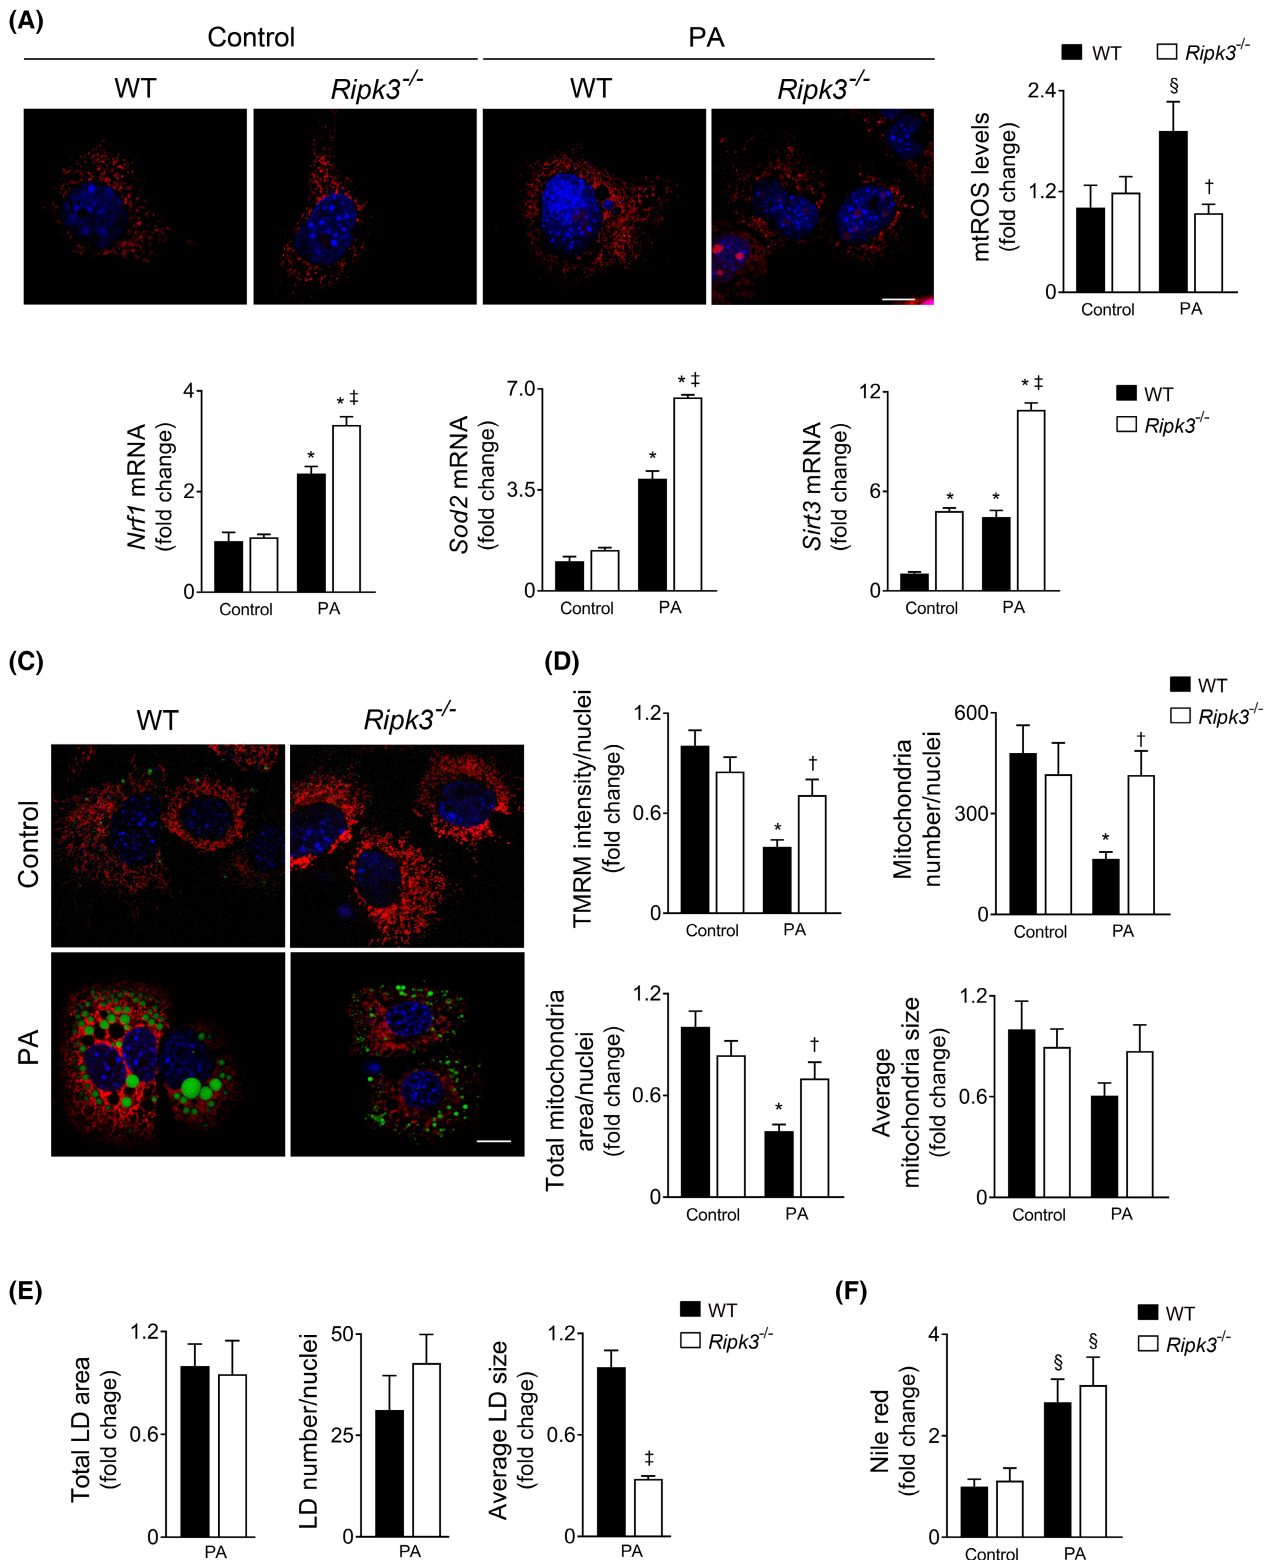 (A)
Control
PA
WT
Ripk3-/-
WT
Ripk3-/-
WT
Ripk3-/-
mtROS levels
(fold change)
2.4
1.2
0
§
†
Control
PA
Nrf1 mRNA
(fold change)
4
2
0
*
* ‡
Control
PA
Sod2 mRNA
(fold change)
7.0
3.5
0
*
* ‡
Control
PA
Sirt3 mRNA
(fold change)
12
6
0
*
*
* ‡
Control
PA
WT
Ripk3-/-
(C)
WT
Ripk3-/-
Control
PA
(D)
TMRM intensity/nuclei
(fold change)
1.2
0.6
0
*
†
Control
PA
Mitochondria
number/nuclei
600
300
0
*
†
Control
PA
WT
Ripk3-/-
Total mitochondria
area/nuclei
(fold change)
1.2
0.6
0
*
†
Control
PA
Average
mitochondria size
(fold change)
1.2
0.6
0
Control
PA
(E)
Total LD area
(fold chage)
1.2
0.6
0
PA
LD number/nuclei
50
25
0
PA
Average LD size
(fold change)
1.2
0.6
0
‡
PA
WT
Ripk3-/-
(F)
Nile red
(fold change)
4
2
0
§
§
Control
PA
WT
Ripk3-/-